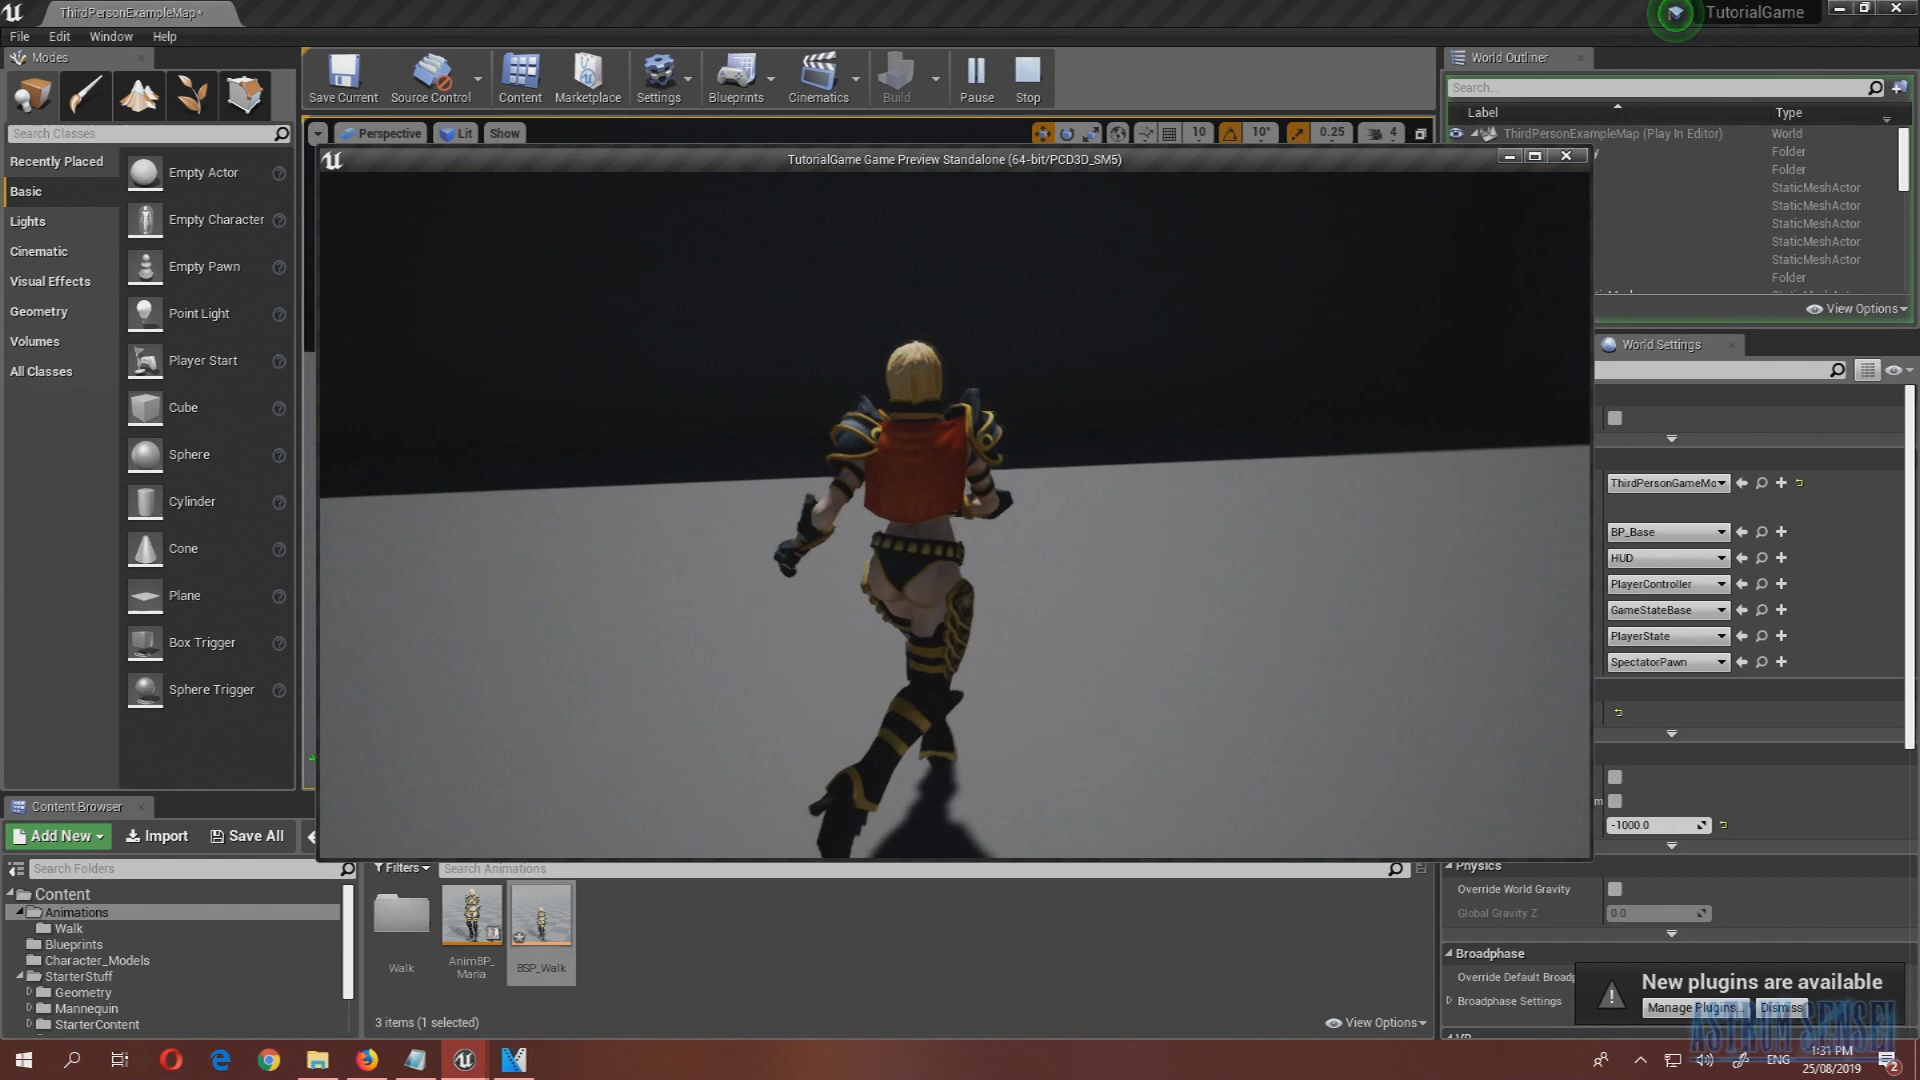 ThirdPersonExampleMap*
TutorialGame
File Edit Window Help
Modes
World Outliner
Save Current
Source Control
Content
Marketplace
Settings
Blueprints
Cinematics
Build
Pause
Stop
Search...
Label
Type
Search Classes
Perspective
Lit
Show
10
10°
0.25
4
ThirdPersonExampleMap (Play In Editor)
World
Folder
Folder
StaticMeshActor
StaticMeshActor
StaticMeshActor
StaticMeshActor
StaticMeshActor
Folder
View Options
TutorialGame Game Preview Standalone (64-bit/PCD3D_SM5)
Recently Placed
Basic
Lights
Cinematic
Visual Effects
Geometry
Volumes
All Classes
Empty Actor
Empty Character
Empty Pawn
Point Light
Player Start
Cube
Sphere
Cylinder
Cone
Plane
Box Trigger
Sphere Trigger
World Settings
ThirdPersonGameMo
BP_Base
HUD
PlayerController
GameStateBase
PlayerState
SpectatorPawn
-1000.0
Physics
Override World Gravity
Global Gravity Z
0.0
Broadphase
Override Default Broadp
Broadphase Settings
Content Browser
Add New
Import
Save All
Search Folders
Filters
Search Animations
Content
Animations
Walk
Blueprints
Character_Models
StarterStuff
Geometry
Mannequin
StarterContent
Walk
AnimBP_
Maria
BSP_Walk
3 items (1 selected)
View Options
New plugins are available
Manage Plugins...
Dismiss
ASTRUM SENSEI
ENG
1:31 PM
25/08/2019
2